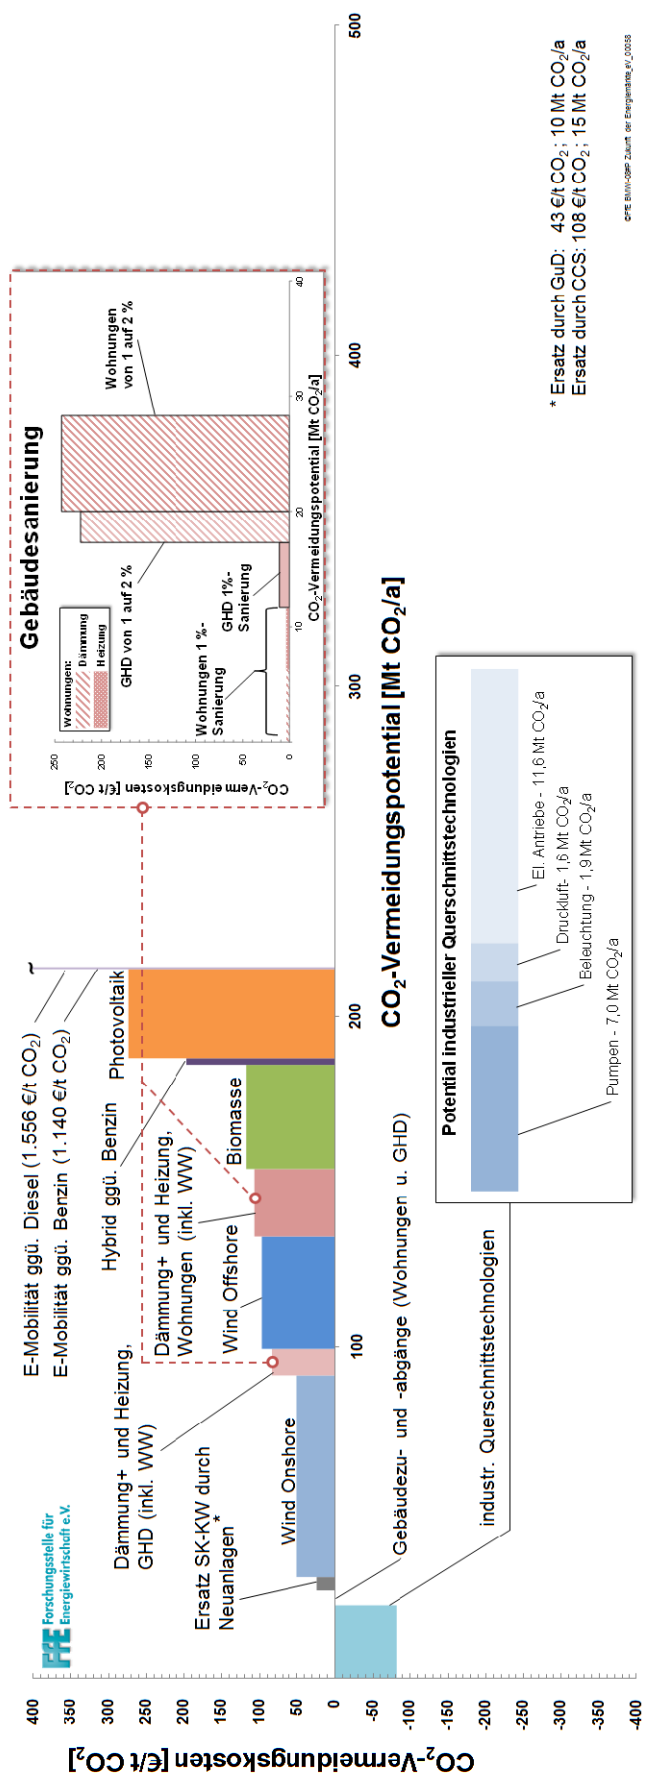 FfE Forschungsstelle für
Energiewirtschaft e.V.
CO₂-Vermeidungskosten [€/t CO₂]
400
350
300
250
200
150
100
50
0
-50
-100
-150
-200
-250
-300
-350
-400
E-Mobilität ggü. Diesel (1.556 €/t CO₂)
E-Mobilität ggü. Benzin (1.140 €/t CO₂)
Hybrid ggü. Benzin
Photovoltaik
Dämmung+ und Heizung,
GHD (inkl. WW)
Dämmung+ und Heizung,
Wohnungen (inkl. WW)
Biomasse
Wind Offshore
Ersatz SK-KW durch
Neuanlagen*
Wind Onshore
100
200
300
400
500
CO₂-Vermeidungspotential [Mt CO₂/a]
Gebäudezu- und -abgänge (Wohnungen u. GHD)
industr. Querschnittstechnologien
Gebäudesanierung
CO₂-Vermeidungskosten [€/t CO₂]
250
200
150
100
50
0
Wohnungen:
Dämmung
Heizung
GHD von 1 auf 2 %
Wohnungen
von 1 auf 2 %
Wohnungen 1 %-
Sanierung
GHD 1%-
Sanierung
10
20
30
40
CO₂-Vermeidungspotential [Mt CO₂/a]
Potential industrieller Querschnittstechnologien
El. Antriebe - 11,6 Mt CO₂/a
Druckluft- 1,6 Mt CO₂/a
Beleuchtung - 1,9 Mt CO₂/a
Pumpen - 7,0 Mt CO₂/a
* Ersatz durch GuD: 43 €/t CO₂; 10 Mt CO₂/a
Ersatz durch CCS: 108 €/t CO₂; 15 Mt CO₂/a
Zukunft der Energiemärkte